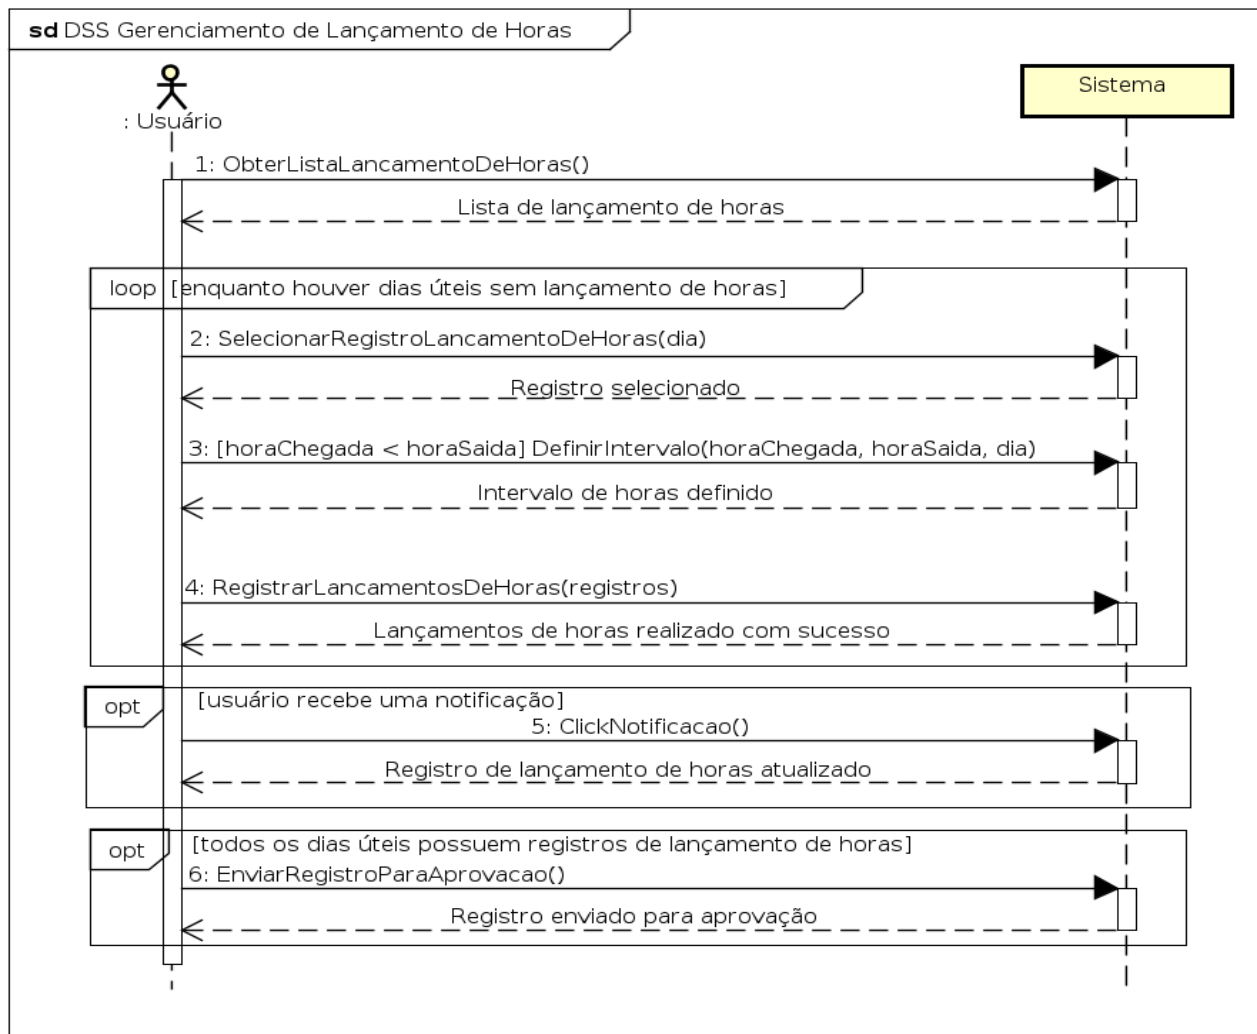 sd DSS Gerenciamento de Lançamento de Horas
: Usuário
Sistema
1: ObterListaLancamentoDeHoras()
Lista de lançamento de horas
loop [enquanto houver dias úteis sem lançamento de horas]
2: SelecionarRegistroLancamentoDeHoras(dia)
Registro selecionado
3: [horaChegada < horaSaida] DefinirIntervalo(horaChegada, horaSaida, dia)
Intervalo de horas definido
4: RegistrarLancamentosDeHoras(registros)
Lançamentos de horas realizado com sucesso
opt [usuário recebe uma notificação]
5: ClickNotificacao()
Registro de lançamento de horas atualizado
opt [todos os dias úteis possuem registros de lançamento de horas]
6: EnviarRegistroParaAprovacao()
Registro enviado para aprovação